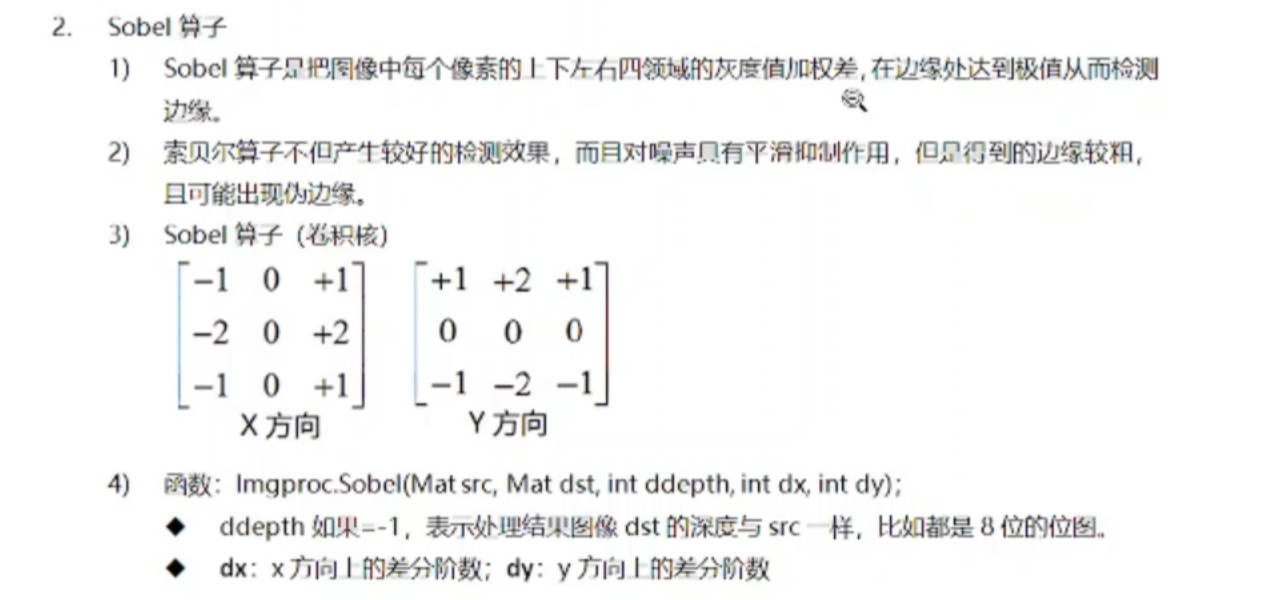 2. Sobel 算子
1) Sobel 算子是把图像中每个像素的上下左右四领域的灰度值加权差,在边缘处达到极值从而检测
边缘。
2) 索贝尔算子不但产生较好的检测效果，而且对噪声具有平滑抑制作用，但是得到的边缘较粗，
且可能出现伪边缘。
3) Sobel 算子（卷积核）
−1 0 +1 +1 +2 +1
−2 0 +2 0 0 0
−1 0 +1 −1 −2 −1
X 方向 Y 方向
4) 函数：Imgproc.Sobel(Mat src, Mat dst, int ddepth, int dx, int dy);
◆ ddepth 如果=-1，表示处理结果图像 dst 的深度与 src 一样，比如都是 8 位的位图。
◆ dx：x 方向上的差分阶数；dy：y 方向上的差分阶数